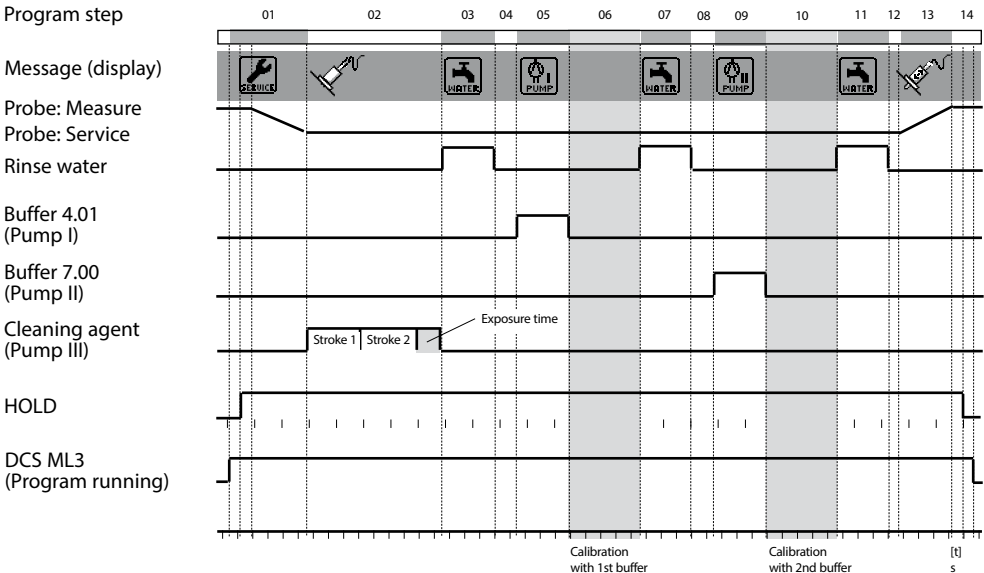 Program step 01 02 03 04 05 06 07 08 09 10 11 12 13 14
Message (display)
SERVICE WATER I PUMP WATER II PUMP WATER
Probe: Measure
Probe: Service
Rinse water
Buffer 4.01
(Pump I)
Buffer 7.00
(Pump II)
Cleaning agent
(Pump III)
Stroke 1 Stroke 2 Exposure time
HOLD
DCS ML3
(Program running)
Calibration
with 1st buffer
Calibration
with 2nd buffer
[t]
s